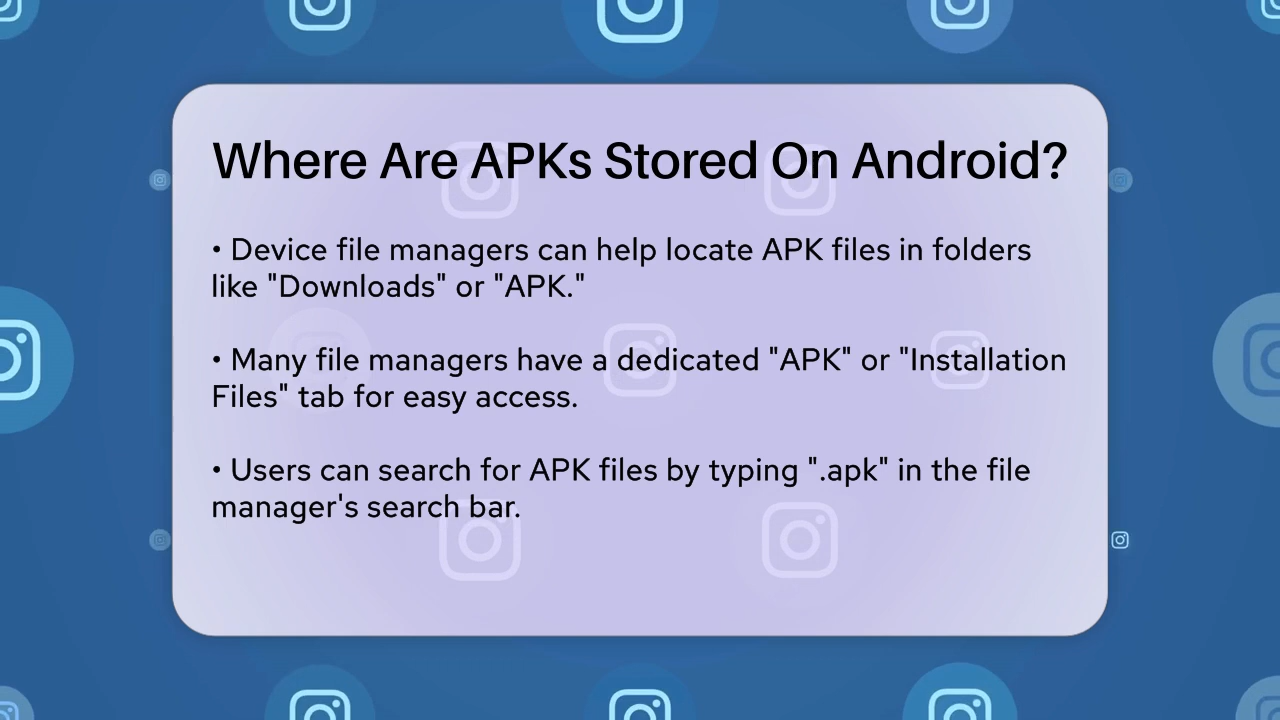 Where Are APKs Stored On Android?
• Device file managers can help locate APK files in folders
like "Downloads" or "APK."
• Many file managers have a dedicated "APK" or "Installation
Files" tab for easy access.
• Users can search for APK files by typing ".apk" in the file
manager's search bar.